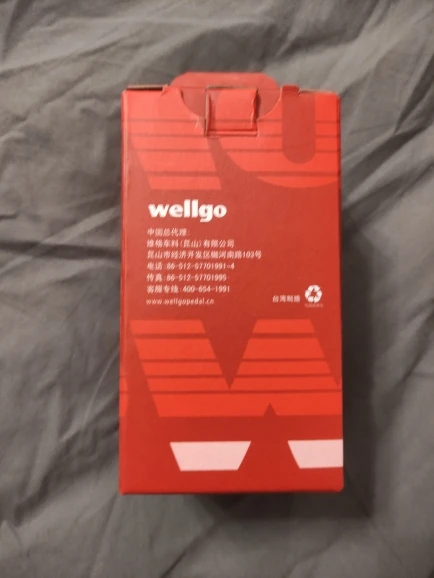 wellgo
中国总代理:
维格车料(昆山)有限公司
昆山市经济开发区樾河南路103号
电话:86-512-57701991-4
传真:86-512-57701995
客服专线:400-654-1991
www.wellgopedal.cn
台湾制造